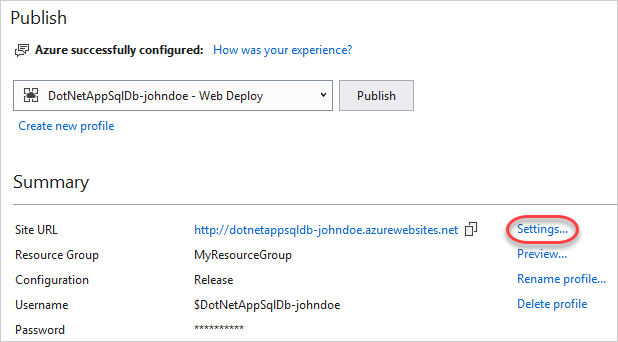 Publish
Azure successfully configured: How was your experience?
DotNetAppSqlDb-johndoe - Web Deploy Publish
Create new profile
Summary
Site URL http://dotnetappsqldb-johndoe.azurewebsites.net Settings...
Resource Group MyResourceGroup Preview...
Configuration Release Rename profile...
Username $DotNetAppSqlDb-johndoe Delete profile
Password **********